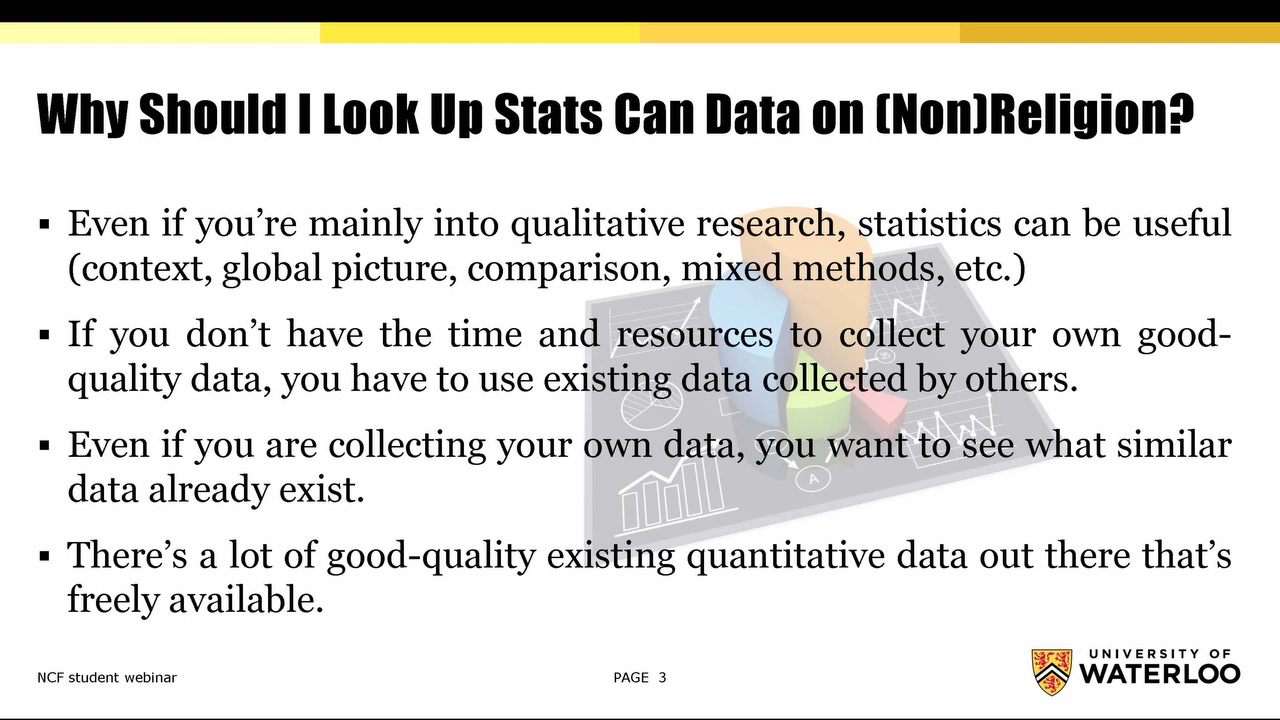 Why Should I Look Up Stats Can Data on (Non)Religion?
▪ Even if you’re mainly into qualitative research, statistics can be useful
(context, global picture, comparison, mixed methods, etc.)
▪ If you don’t have the time and resources to collect your own good-
quality data, you have to use existing data collected by others.
▪ Even if you are collecting your own data, you want to see what similar
data already exist.
▪ There’s a lot of good-quality existing quantitative data out there that’s
freely available.
A
NCF student webinar
PAGE 3
UNIVERSITY OF
WATERLOO